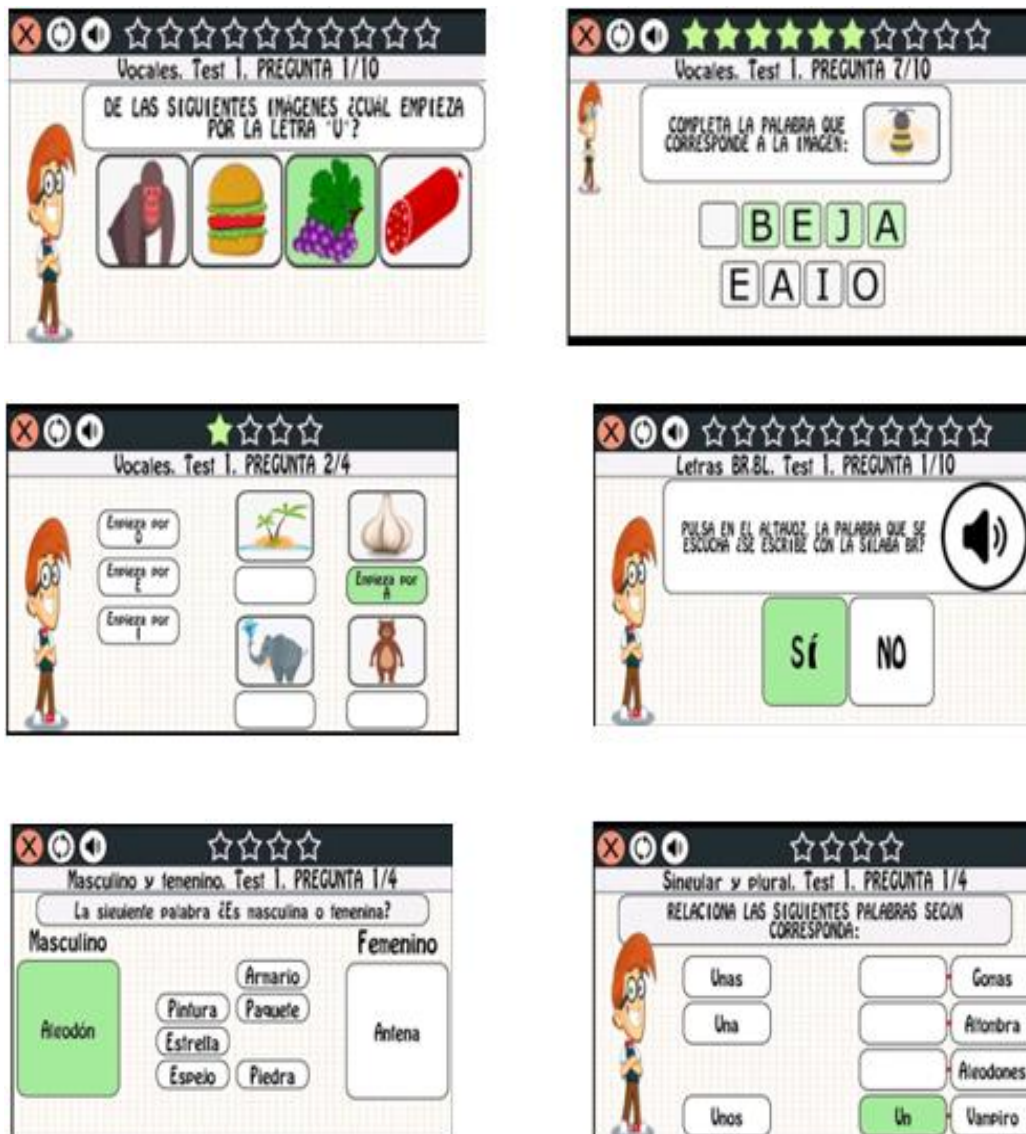 Vocales. Test 1. PREGUNTA 1/10
DE LAS SIGUIENTES IMÁGENES ¿CUÁL EMPIEZA
POR LA LETRA "U"?
Vocales. Test 1. PREGUNTA 7/10
COMPLETA LA PALABRA QUE
CORRESPONDE A LA IMAGEN:
B E J A
E A I O
Vocales. Test 1. PREGUNTA 2/4
Empieza por
O
Empieza por
E
Empieza por
I
Empieza por
A
Letras BR.BL. Test 1. PREGUNTA 1/10
PULSA EN EL ALTAVOZ. LA PALABRA QUE SE
ESCUCHA ¿SE ESCRIBE CON LA SÍLABA BR?
SÍ NO
Masculino y femenino. Test 1. PREGUNTA 1/4
La siguiente palabra ¿Es masculina o femenina?
Masculino
Femenino
Algodón
Armario
Pintura
Paquete
Estrella
Espejo
Piedra
Antena
Singular y plural. Test 1. PREGUNTA 1/4
RELACIONA LAS SIGUIENTES PALABRAS SEGÚN
CORRESPONDA:
Unas
Gomas
Una
Alfombra
Algodones
Unos
Un
Vampiro